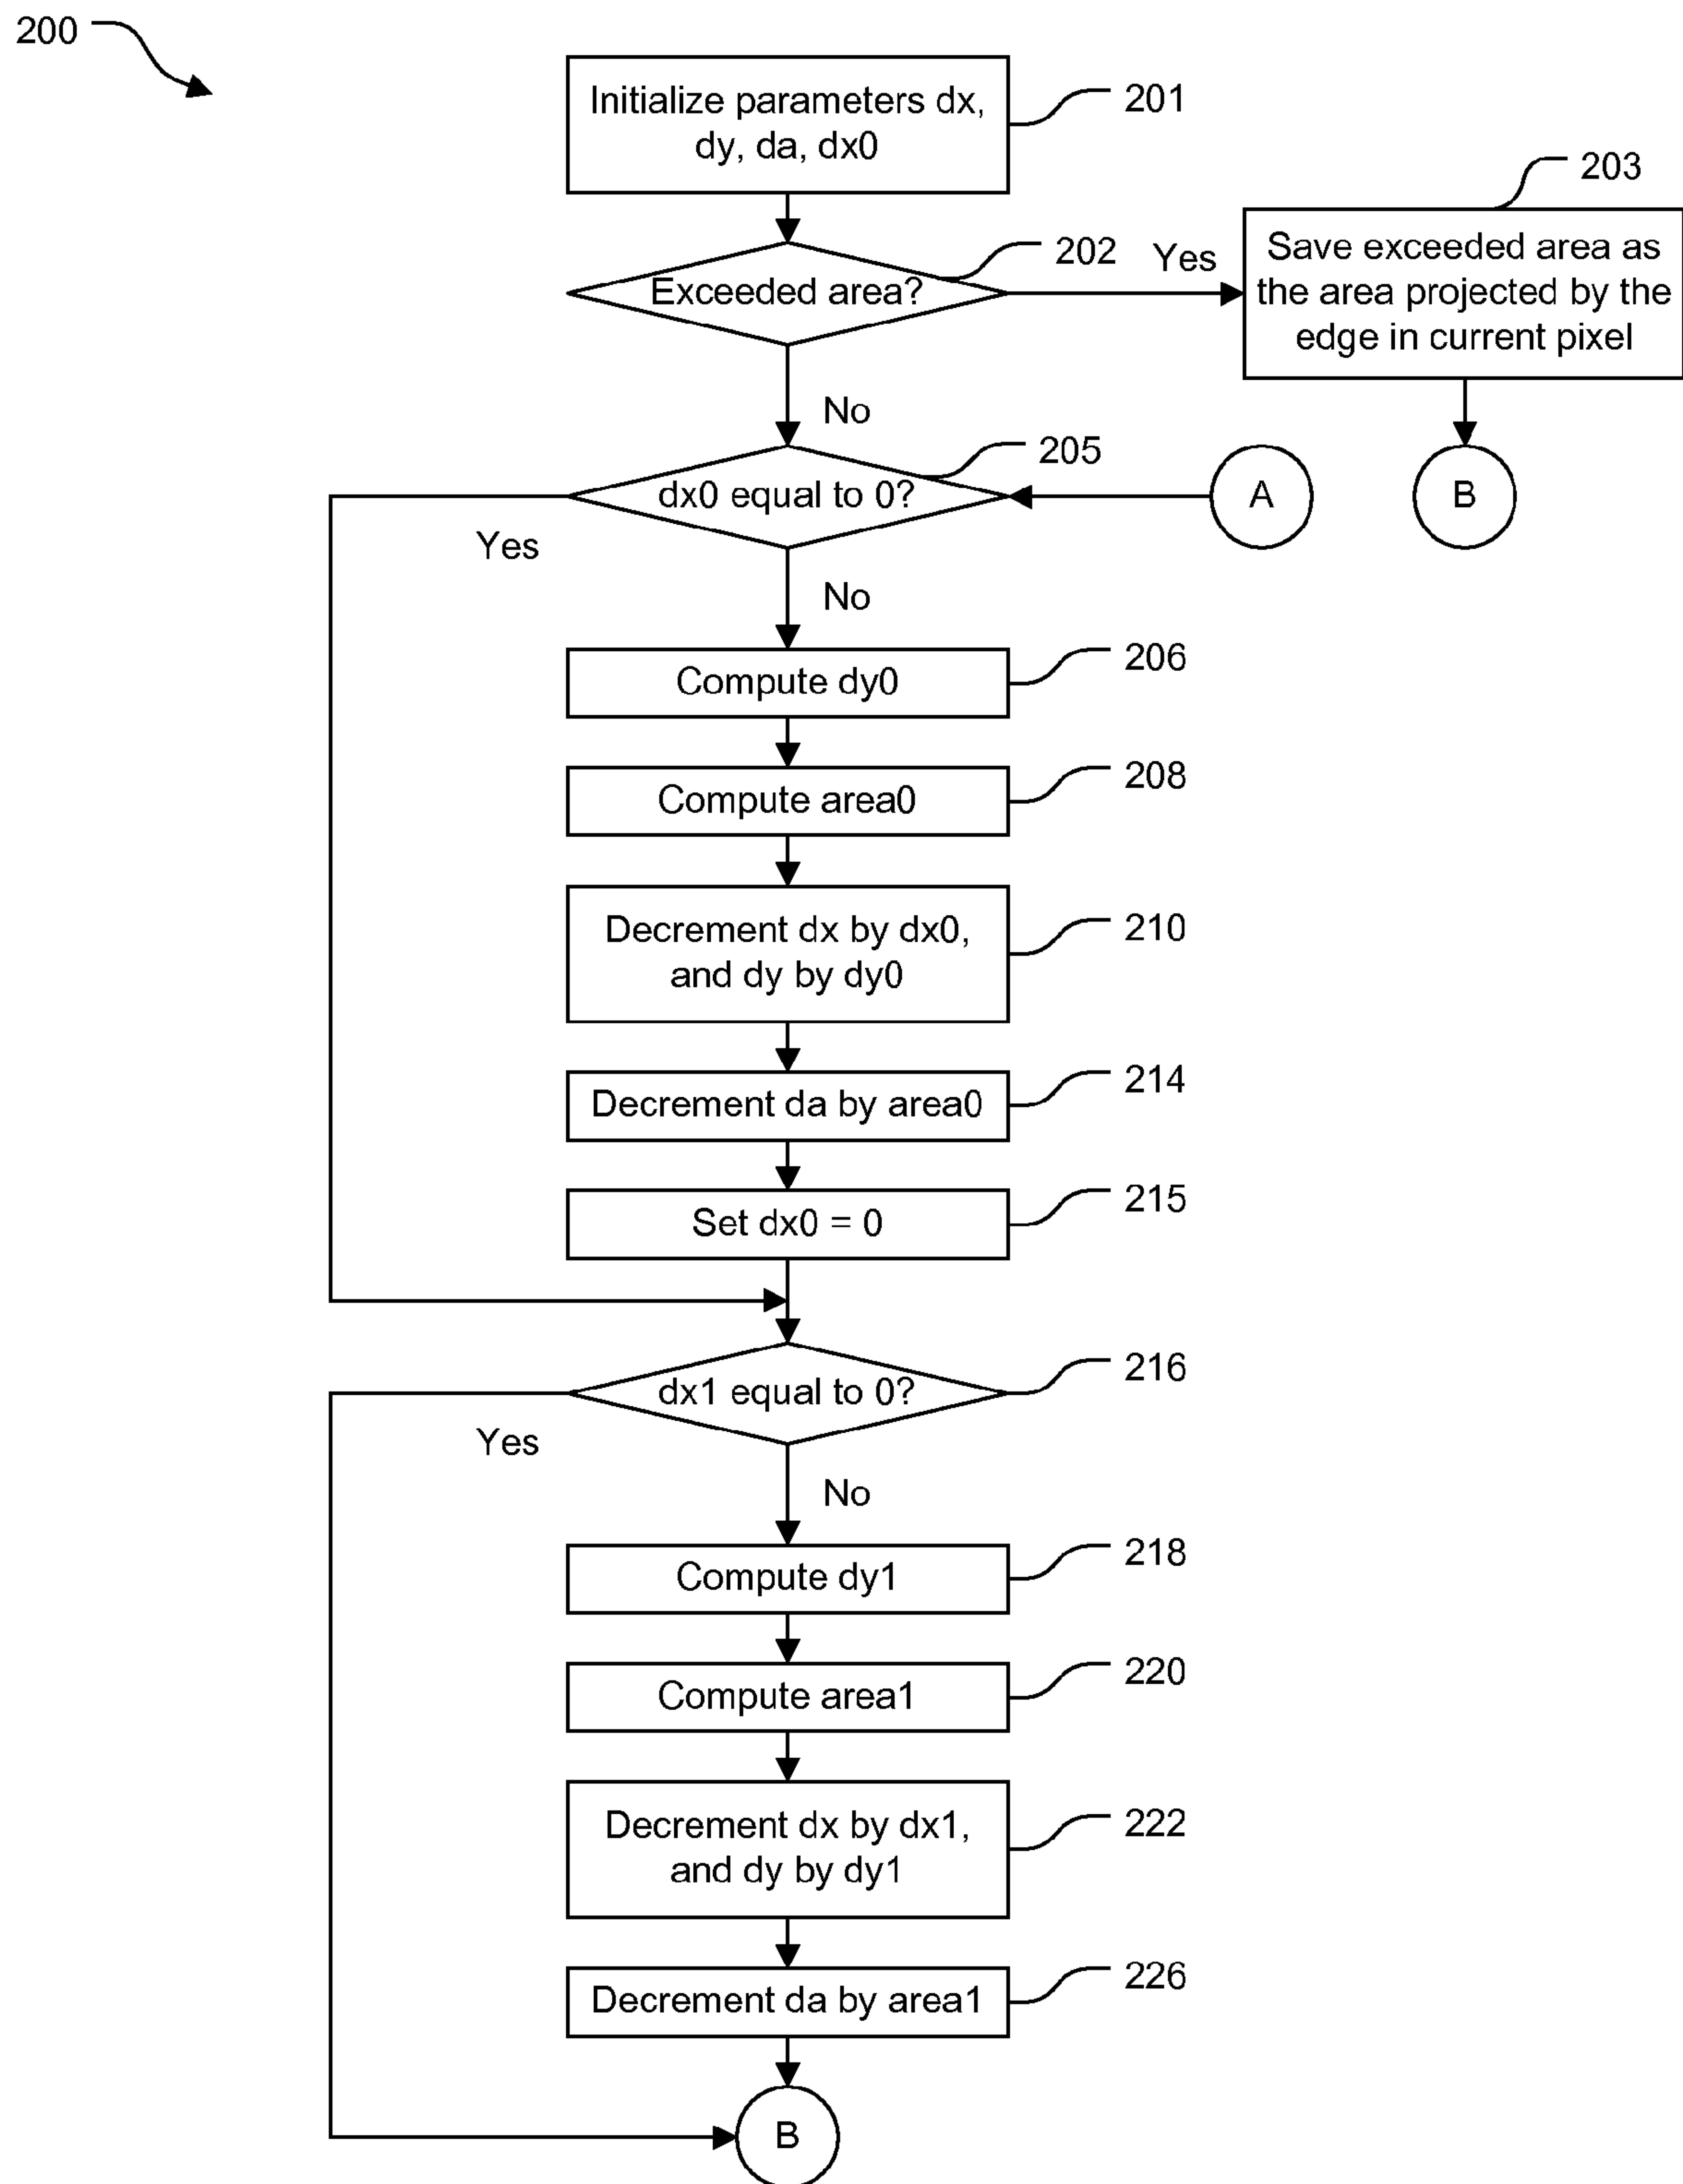 200
Initialize parameters dx,
dy, da, dx0
201
203
202
Yes
Exceeded area?
Save exceeded area as
the area projected by the
edge in current pixel
No
205
dx0 equal to 0?
A
B
Yes
No
206
Compute dy0
208
Compute area0
210
Decrement dx by dx0,
and dy by dy0
214
Decrement da by area0
215
Set dx0 = 0
216
dx1 equal to 0?
Yes
No
218
Compute dy1
220
Compute area1
222
Decrement dx by dx1,
and dy by dy1
226
Decrement da by area1
B